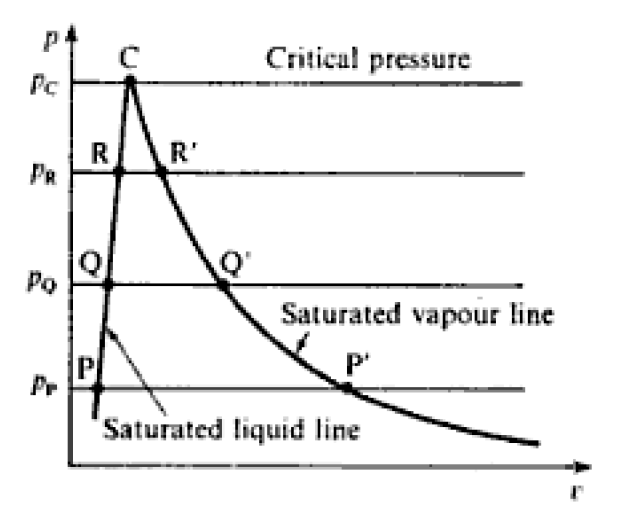 p
C
Critical pressure
pC
R R'
pR
Q Q'
pQ
Saturated vapour line
P P'
pP
Saturated liquid line
v